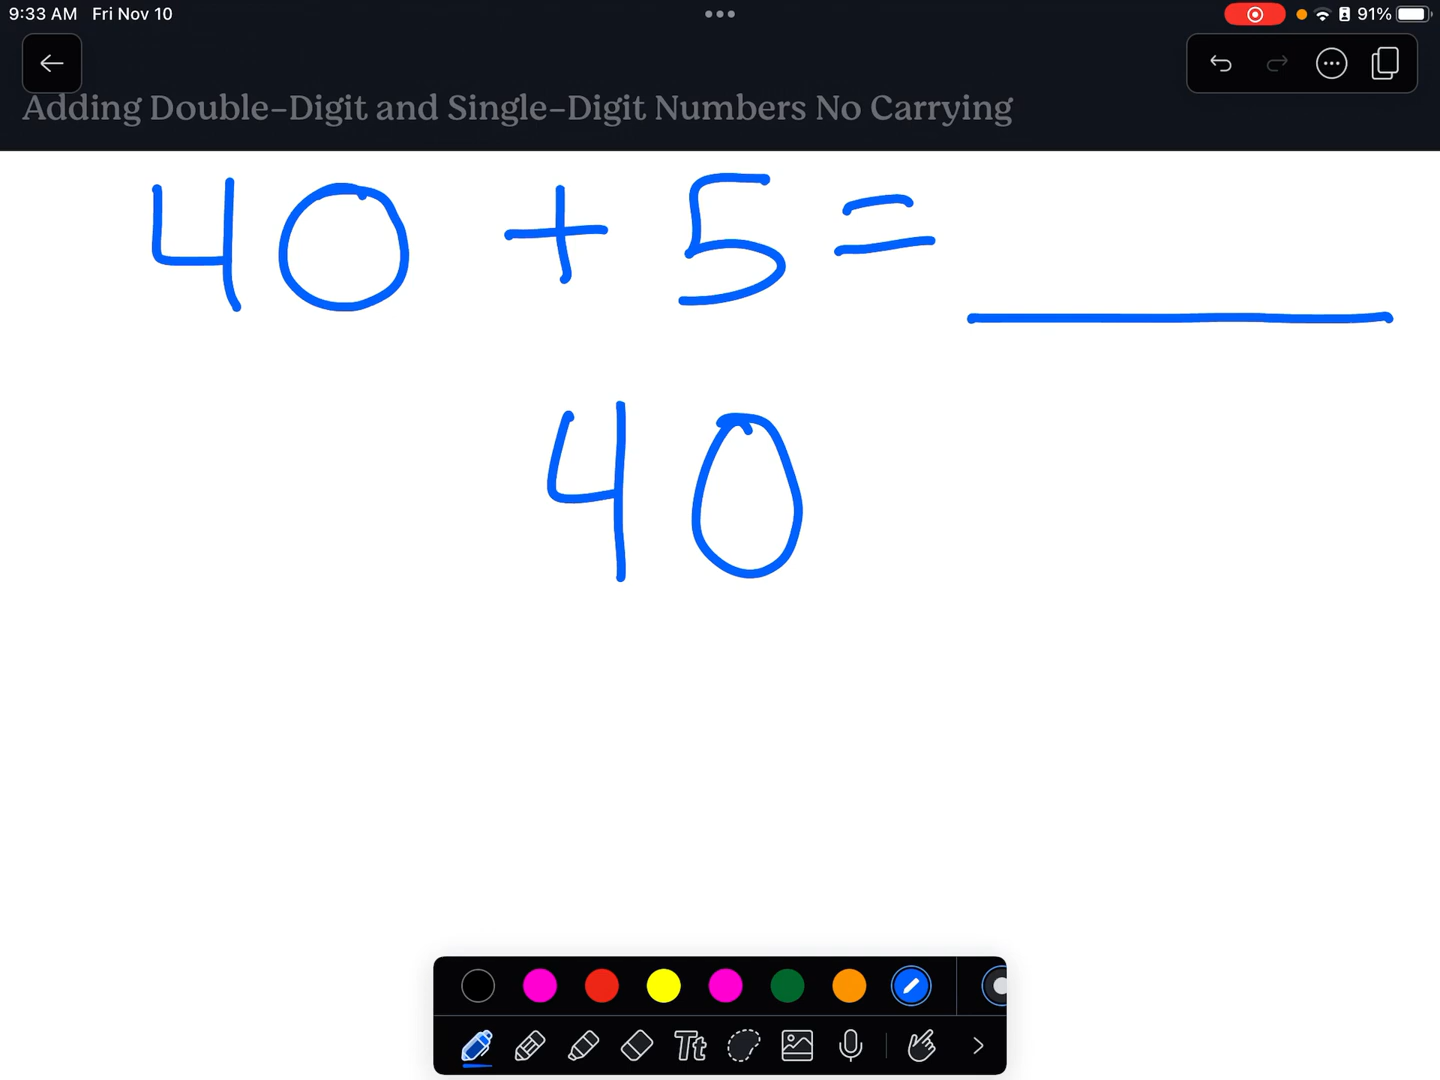 9:33 AM Fri Nov 10 91%
Adding Double-Digit and Single-Digit Numbers No Carrying
40 + 5 = 
40
Tt